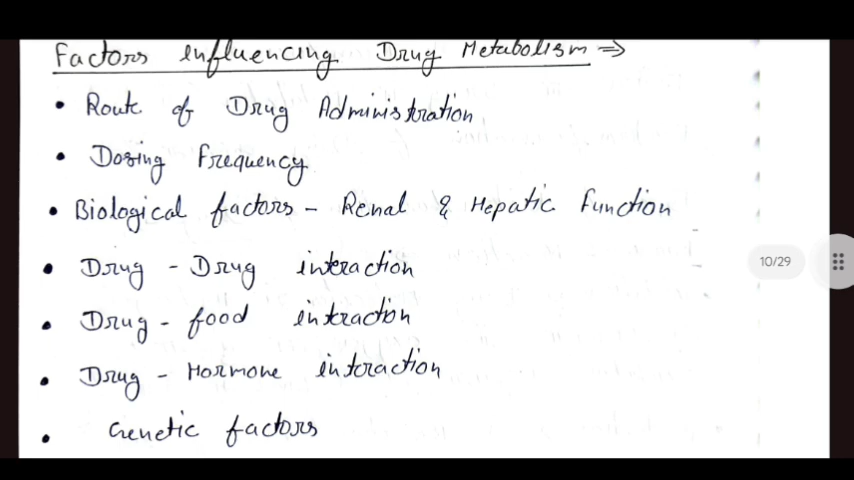 Factors influencing Drug Metabolism ⇒
• Route of Drug Administration
• Dosing frequency
• Biological factors - Renal & Hepatic function
• Drug - Drug interaction
• Drug - food interaction
• Drug - Hormone interaction
• Genetic factors
10/29